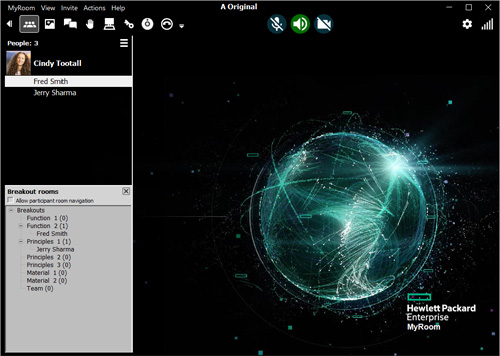 MyRoom View Invite Actions Help
A Original
People: 3
Cindy Tootall
Fred Smith
Jerry Sharma
Breakout rooms
Allow participant room navigation
Breakouts
Function 1 (0)
Function 2 (1)
Fred Smith
Principles 1 (1)
Jerry Sharma
Principles 2 (0)
Principles 3 (0)
Material 1 (0)
Material 2 (0)
Team (0)
Hewlett Packard
Enterprise
MyRoom